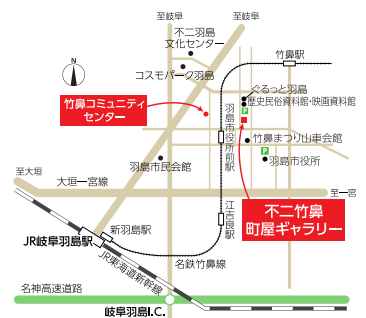 至岐阜
至岐阜
不二羽島
文化センター
竹鼻駅
N
コスモパーク羽島
ぐるっと羽島
歴史民俗資料館・映画資料館
竹鼻コミュニティ
センター
羽島市役所前駅
P
竹鼻まつり山車会館
P
羽島市役所
羽島市民会館
至大垣
大垣一宮線
至一宮
不二竹鼻
町屋ギャラリー
江吉良駅
新羽島駅
JR岐阜羽島駅
名鉄竹鼻線
JR東海道新幹線
名神高速道路
岐阜羽島I.C.